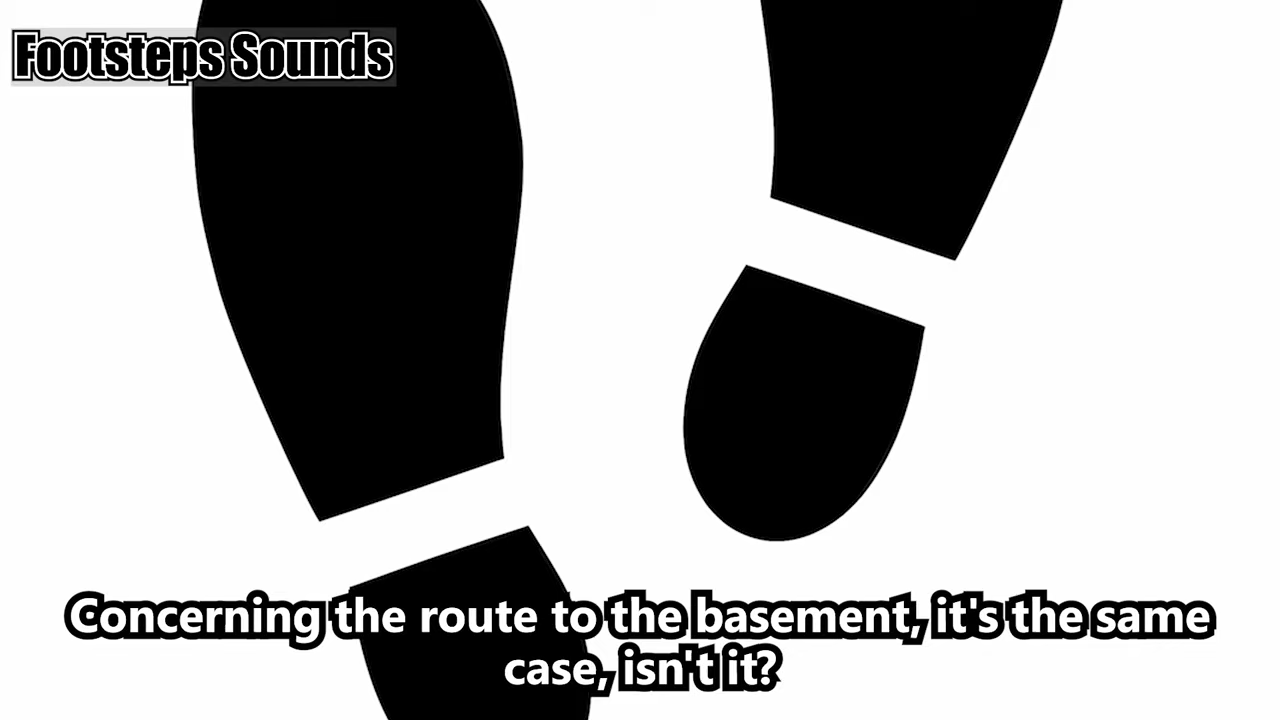 Footsteps Sounds
Concerning the route to the basement, it's the same
case, isn't it?